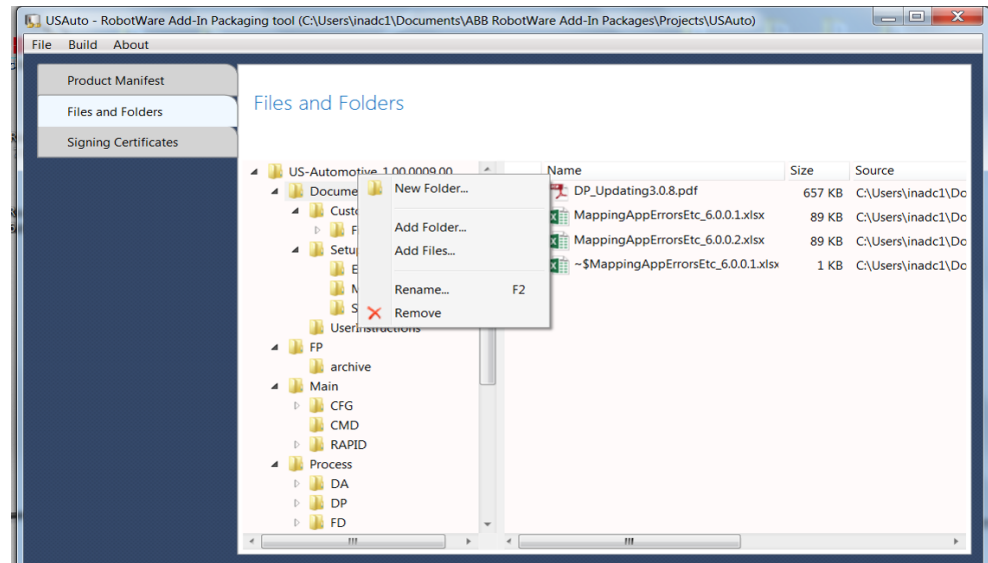 USAuto - RobotWare Add-In Packaging tool (C:\Users\inadc1\Documents\ABB RobotWare Add-In Packages\Projects\USAuto)
File Build About
Product Manifest
Files and Folders
Signing Certificates
Files and Folders
US-Automotive_1.00.0009.00
Docume
Custo
F
Setup
E
M
S
UserInstructions
FP
archive
Main
CFG
CMD
RAPID
Process
DA
DP
FD
New Folder...
Add Folder...
Add Files...
Rename... F2
Remove
Name Size Source
DP_Updating3.0.8.pdf 657 KB C:\Users\inadc1\Do
MappingAppErrorsEtc_6.0.0.1.xlsx 89 KB C:\Users\inadc1\Do
MappingAppErrorsEtc_6.0.0.2.xlsx 89 KB C:\Users\inadc1\Do
~$MappingAppErrorsEtc_6.0.0.1.xlsx 1 KB C:\Users\inadc1\Do